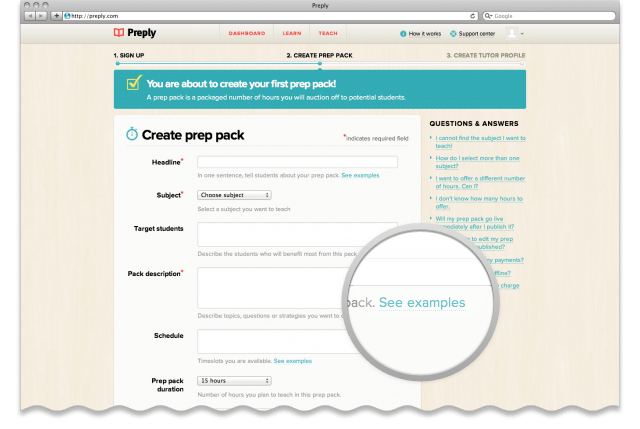 Preply
http://preply.com
Google
Preply
DASHBOARD LEARN TEACH
How it works Support center
1. SIGN UP 2. CREATE PREP PACK 3. CREATE TUTOR PROFILE
You are about to create your first prep pack!
A prep pack is a packaged number of hours you will auction off to potential students.
Create prep pack
*indicates required field
Headline*
In one sentence, tell students about your prep pack. See examples
Subject* Choose subject
Select a subject you want to teach
Target students
Describe the students who will benefit most from this pack
Pack description*
Describe topics, questions or strategies you want to
Schedule
Timeslots you are available. See examples
Prep pack
duration
15 hours
Number of hours you plan to teach in this prep pack.
QUESTIONS & ANSWERS
I cannot find the subject I want to
teach!
How do I select more than one
subject?
I want to offer a different number
of hours. Can I?
I don't know how many hours to
offer.
Will my prep pack go live
immediately after I publish it?
to edit my prep
published?
my payments?
offline?
charge
pack. See examples